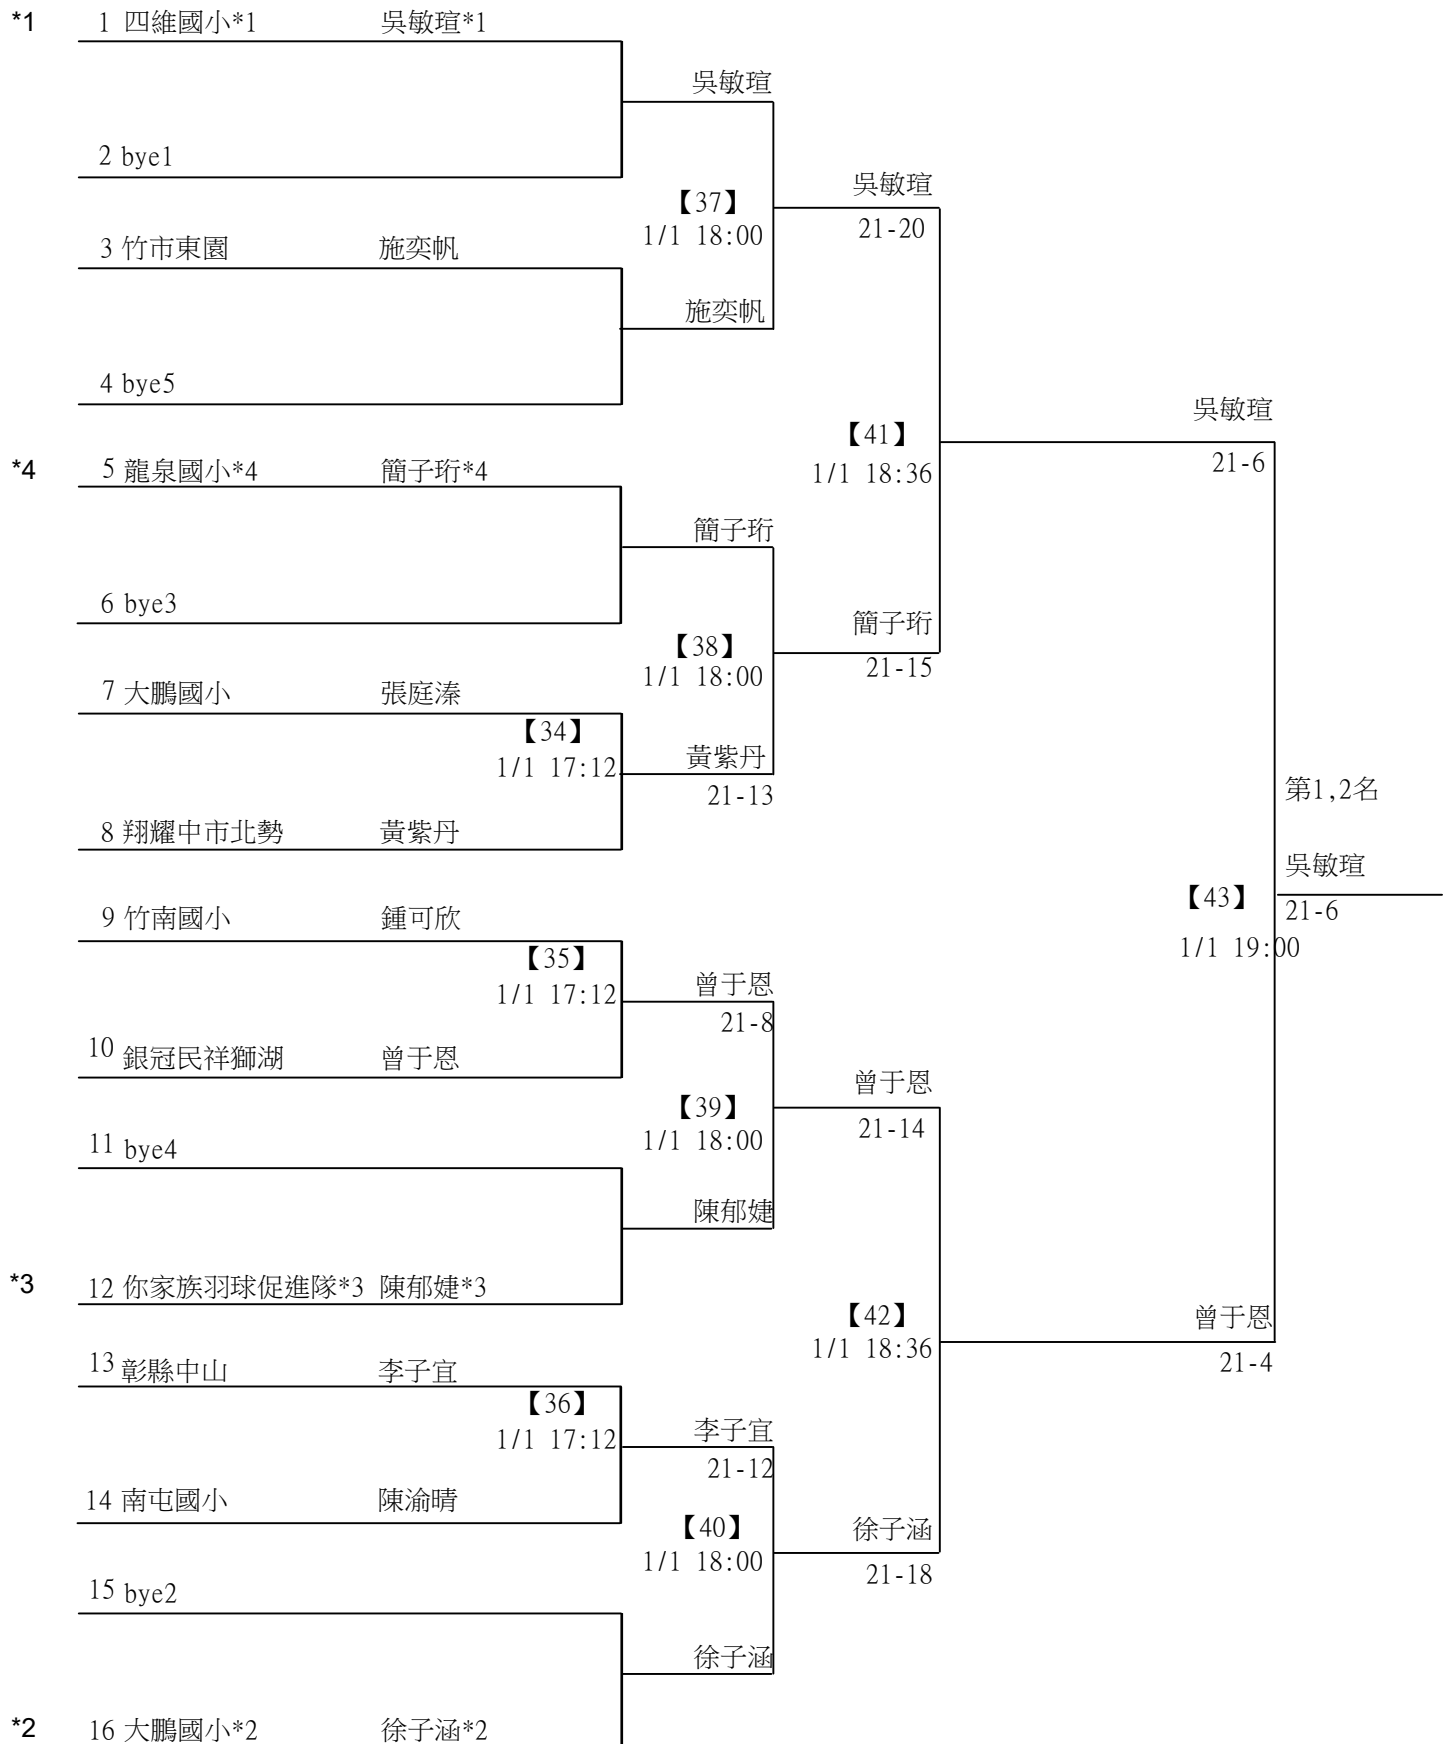 *1 1 四維國小*1 吳敏瑄*1
吳敏瑄
2 bye1
吳敏瑄
【37】
21-20
1/1 18:00
3 竹市東園 施奕帆
施奕帆
4 bye5
吳敏瑄
【41】
21-6
*4 5 龍泉國小*4 簡子珩*4
1/1 18:36
簡子珩
6 bye3
簡子珩
【38】
21-15
1/1 18:00
7 大鵬國小 張庭溱
【34】
1/1 17:12
黃紫丹
21-13
第1,2名
8 翔耀中市北勢 黃紫丹
吳敏瑄
【43】
21-6
1/1 19:00
9 竹南國小 鍾可欣
【35】
1/1 17:12
曾于恩
21-8
10 銀冠民祥獅湖 曾于恩
曾于恩
【39】
21-14
1/1 18:00
11 bye4
陳郁婕
*3 12 你家族羽球促進隊*3 陳郁婕*3
【42】
曾于恩
1/1 18:36
21-4
13 彰縣中山 李子宜
【36】
1/1 17:12
李子宜
21-12
14 南屯國小 陳渝晴
【40】
徐子涵
1/1 18:00
21-18
15 bye2
徐子涵
*2 16 大鵬國小*2 徐子涵*2